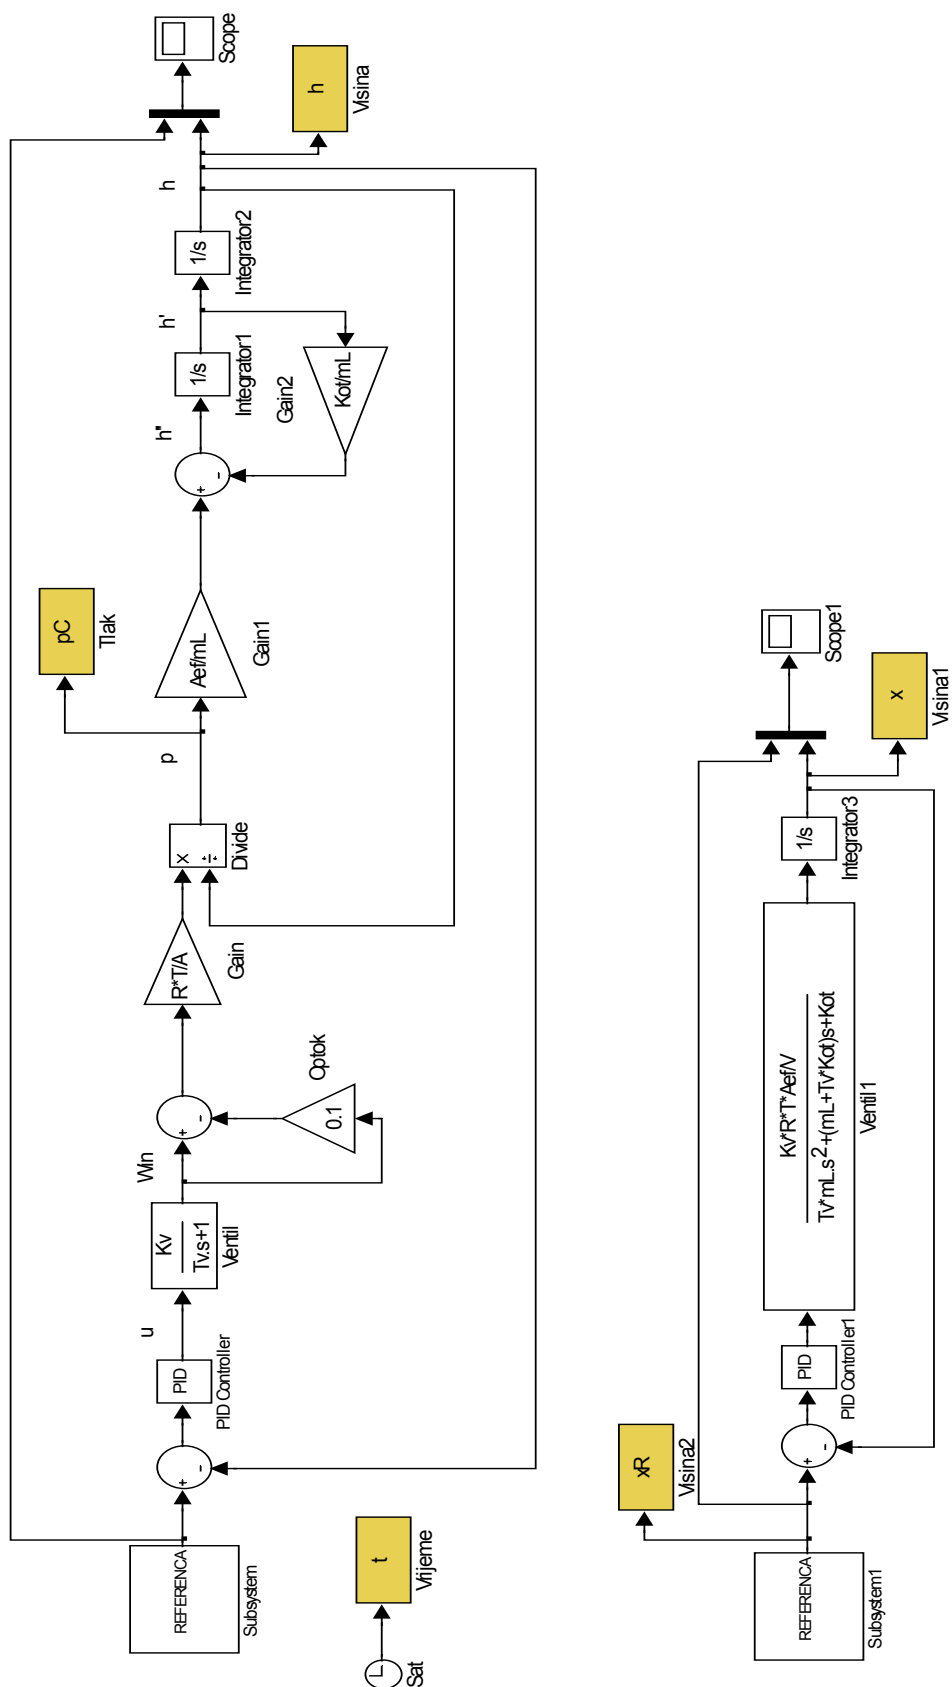 REFERENCA
Subsystem
+
-
PID
PID Controller
u
Kv
Tv.s+1
Ventil
Win
+
-
0.1
Optok
R*T/A
Gain
x
÷
Divide
p
pC
Tlak
Aef/mL
Gain1
+
-
h''
1/s
Integrator1
h'
Kot/mL
Gain2
1/s
Integrator2
h
h
Visina
Scope
Sat
t
Vrijeme
REFERENCA
Subsystem1
xR
Visina2
+
-
PID
PID Controller1
Kv*R*T*Aef/V
Tv*mL.s²+(mL+Tv*Kot)s+Kot
Ventil1
1/s
Integrator3
x
Visina1
Scope1